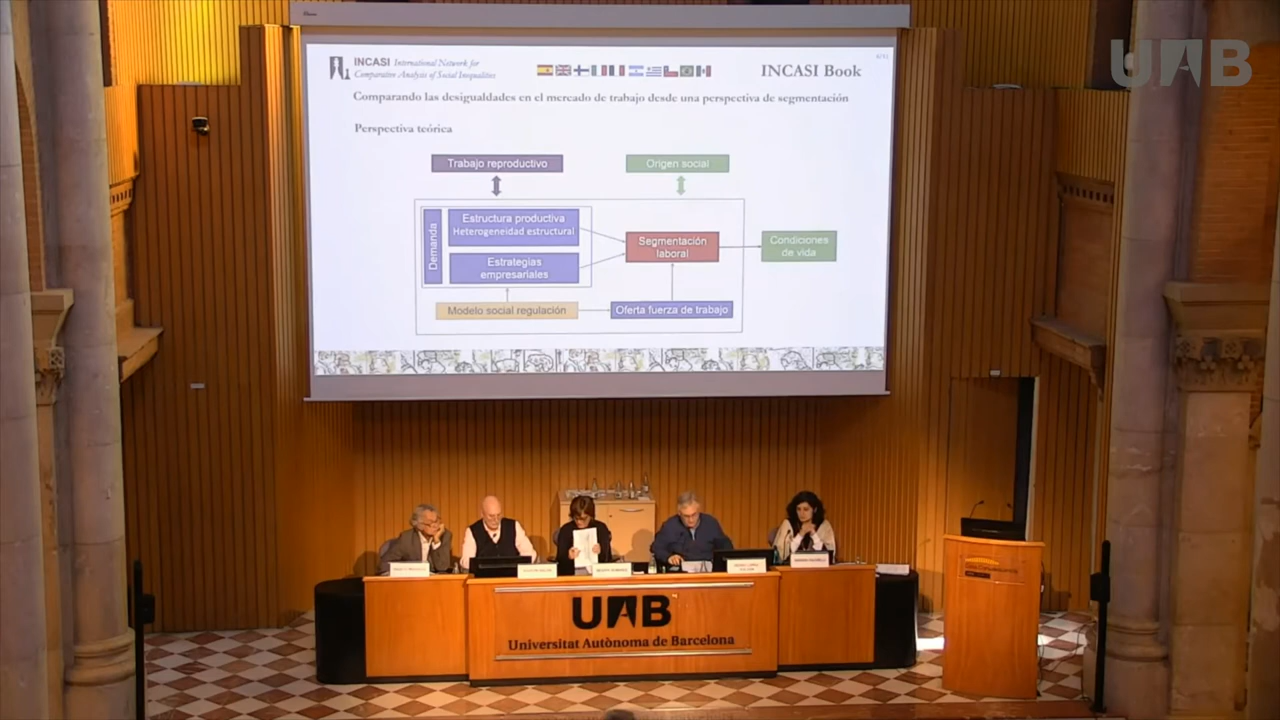 INCASI International Network for
Comparative Analysis of Social Inequalities
INCASI Book
UAB
Comparando las desigualdades en el mercado de trabajo desde una perspectiva de segmentación
Perspectiva teórica
Trabajo reproductivo
Origen social
Demanda
Estructura productiva
Heterogeneidad estructural
Estrategias
empresariales
Segmentación
laboral
Condiciones
de vida
Modelo social regulación
Oferta fuerza de trabajo
UAB
Universitat Autònoma de Barcelona